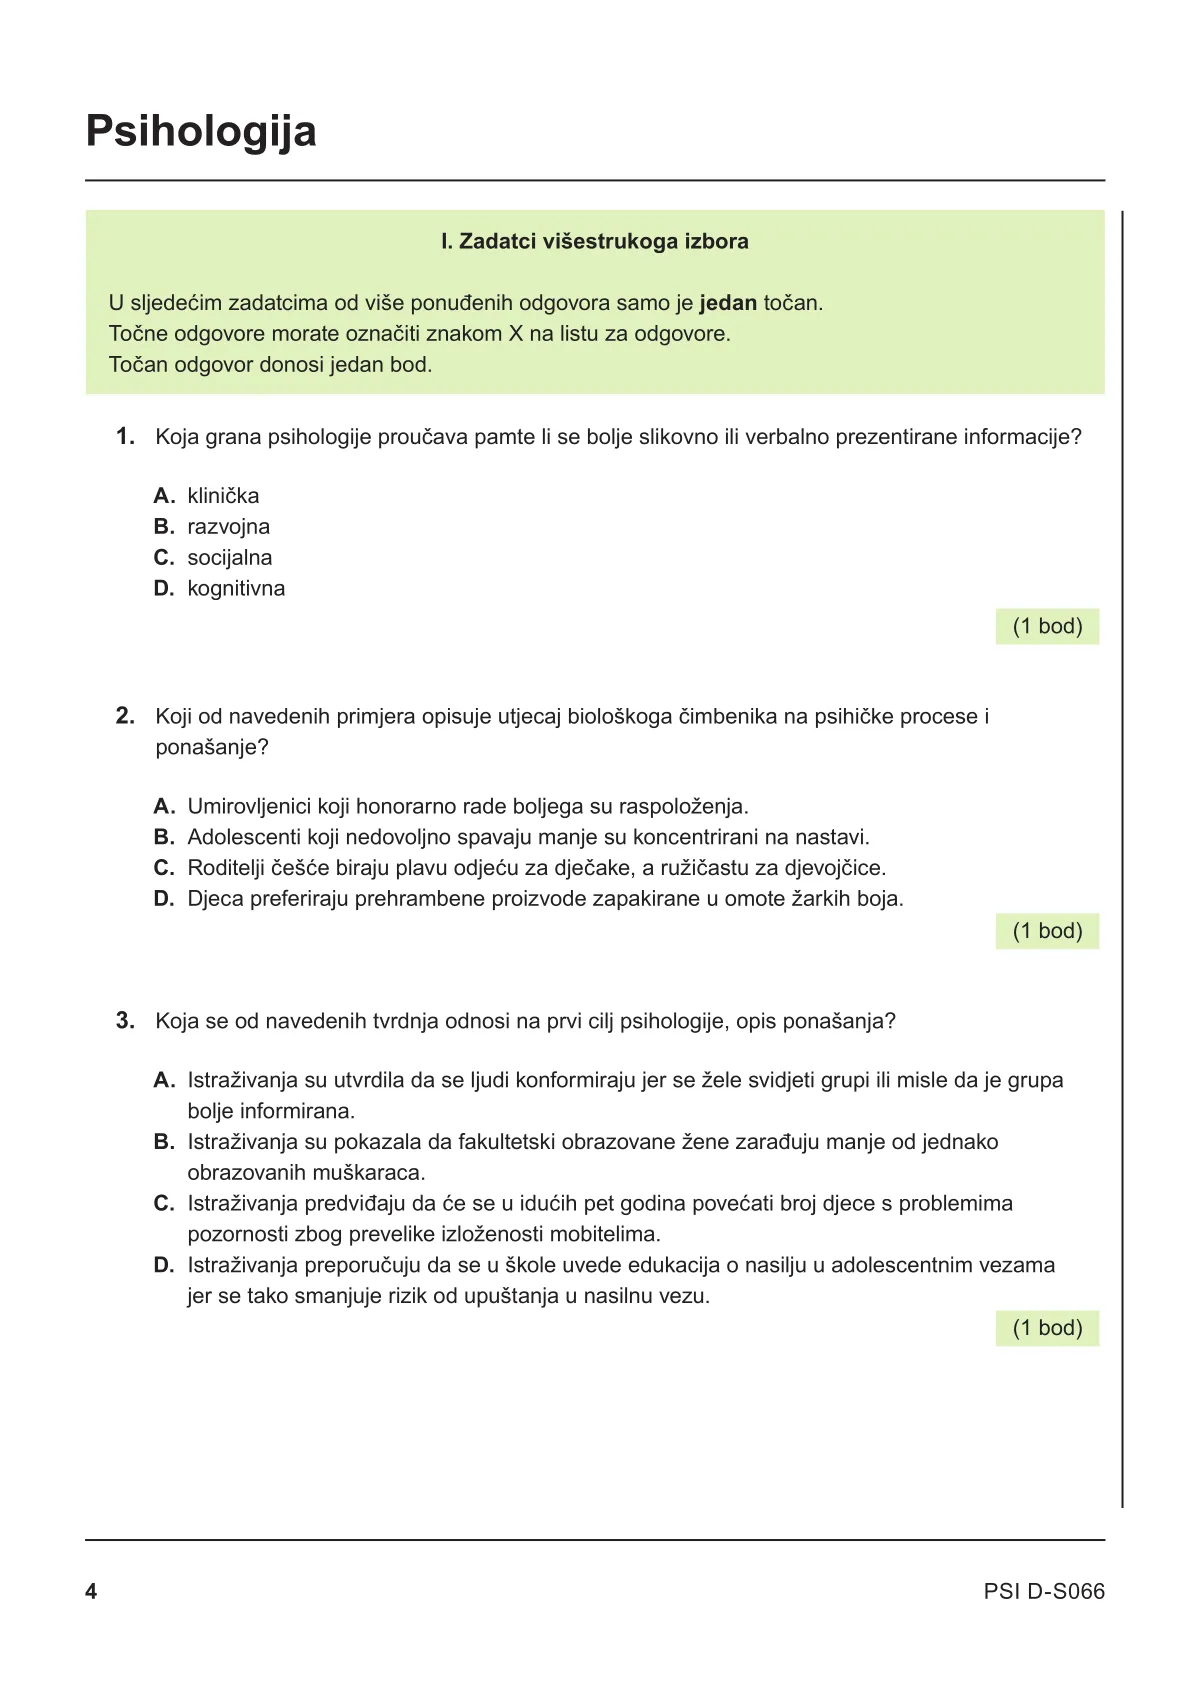 Psihologija
I. Zadatci višestrukoga izbora
U sljedećim zadatcima od više ponuđenih odgovora samo je jedan točan.
Točne odgovore morate označiti znakom X na listu za odgovore.
Točan odgovor donosi jedan bod.
1. Koja grana psihologije proučava pamte li se bolje slikovno ili verbalno prezentirane informacije?
A. klinička
B. razvojna
C. socijalna
D. kognitivna
(1 bod)
2. Koji od navedenih primjera opisuje utjecaj biološkoga čimbenika na psihičke procese i
ponašanje?
A. Umirovljenici koji honorarno rade boljega su raspoloženja.
B. Adolescenti koji nedovoljno spavaju manje su koncentrirani na nastavi.
C. Roditelji češće biraju plavu odjeću za dječake, a ružičastu za djevojčice.
D. Djeca preferiraju prehrambene proizvode zapakirane u omote žarkih boja.
(1 bod)
3. Koja se od navedenih tvrdnja odnosi na prvi cilj psihologije, opis ponašanja?
A. Istraživanja su utvrdila da se ljudi konformiraju jer se žele svidjeti grupi ili misle da je grupa
bolje informirana.
B. Istraživanja su pokazala da fakultetski obrazovane žene zarađuju manje od jednako
obrazovanih muškaraca.
C. Istraživanja predviđaju da će se u idućih pet godina povećati broj djece s problemima
pozornosti zbog prevelike izloženosti mobitelima.
D. Istraživanja preporučuju da se u škole uvede edukacija o nasilju u adolescentnim vezama
jer se tako smanjuje rizik od upuštanja u nasilnu vezu.
(1 bod)
4
PSI D-S066